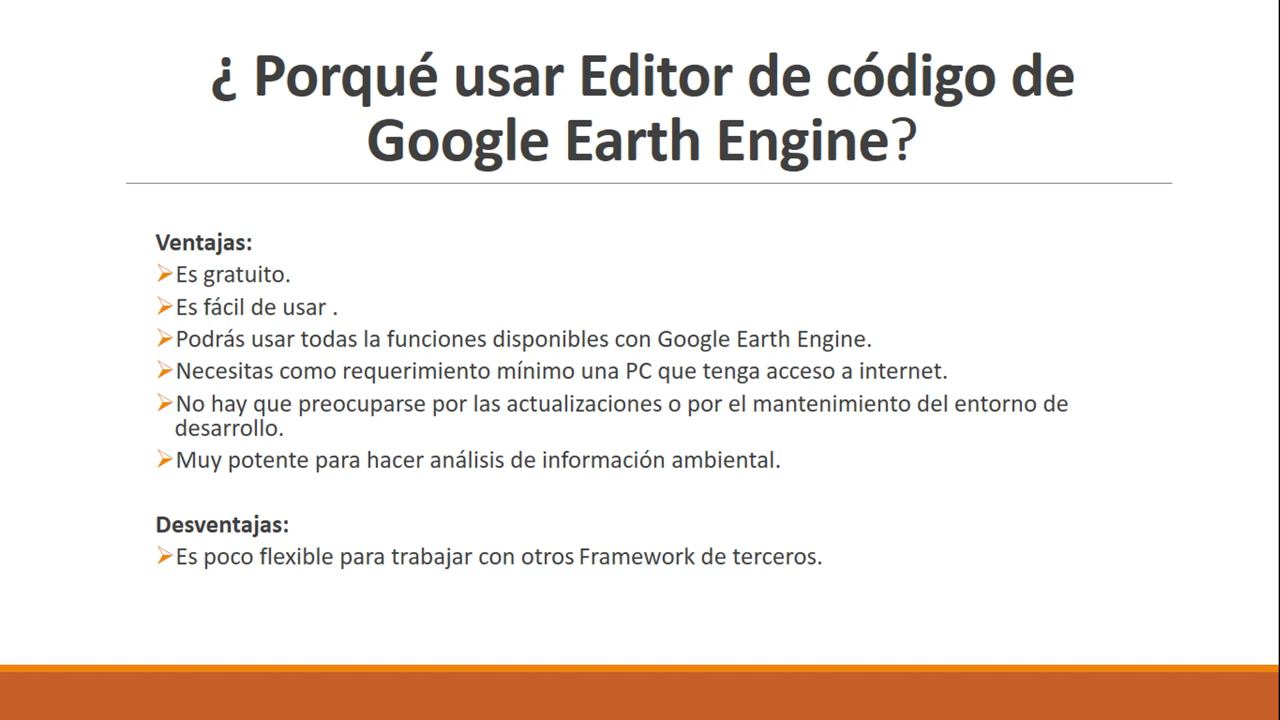 ¿ Porqué usar Editor de código de
Google Earth Engine?
Ventajas:
Es gratuito.
Es fácil de usar .
Podrás usar todas la funciones disponibles con Google Earth Engine.
Necesitas como requerimiento mínimo una PC que tenga acceso a internet.
No hay que preocuparse por las actualizaciones o por el mantenimiento del entorno de
desarrollo.
Muy potente para hacer análisis de información ambiental.
Desventajas:
Es poco flexible para trabajar con otros Framework de terceros.